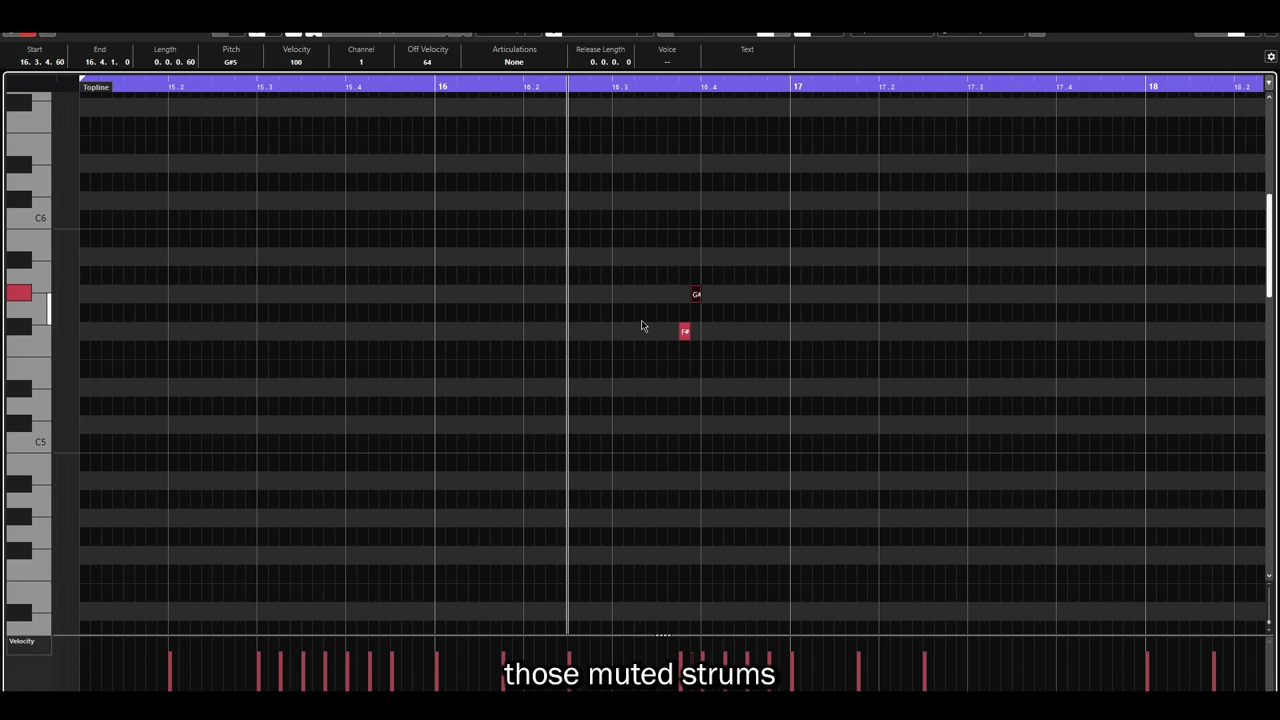 Start End Length Pitch Velocity Channel Off Velocity Articulations Release Length Voice Text
16. 3. 4. 60 16. 4. 1. 0 0. 0. 0. 60 G#5 100 1 64 None 0. 0. 0. 0 --
Topline 15.2 15.3 15.4 16 16.2 16.3 16.4 17 17.2 17.3 17.4 18 18.2
C6
G#
F#
C5
Velocity
those muted strums